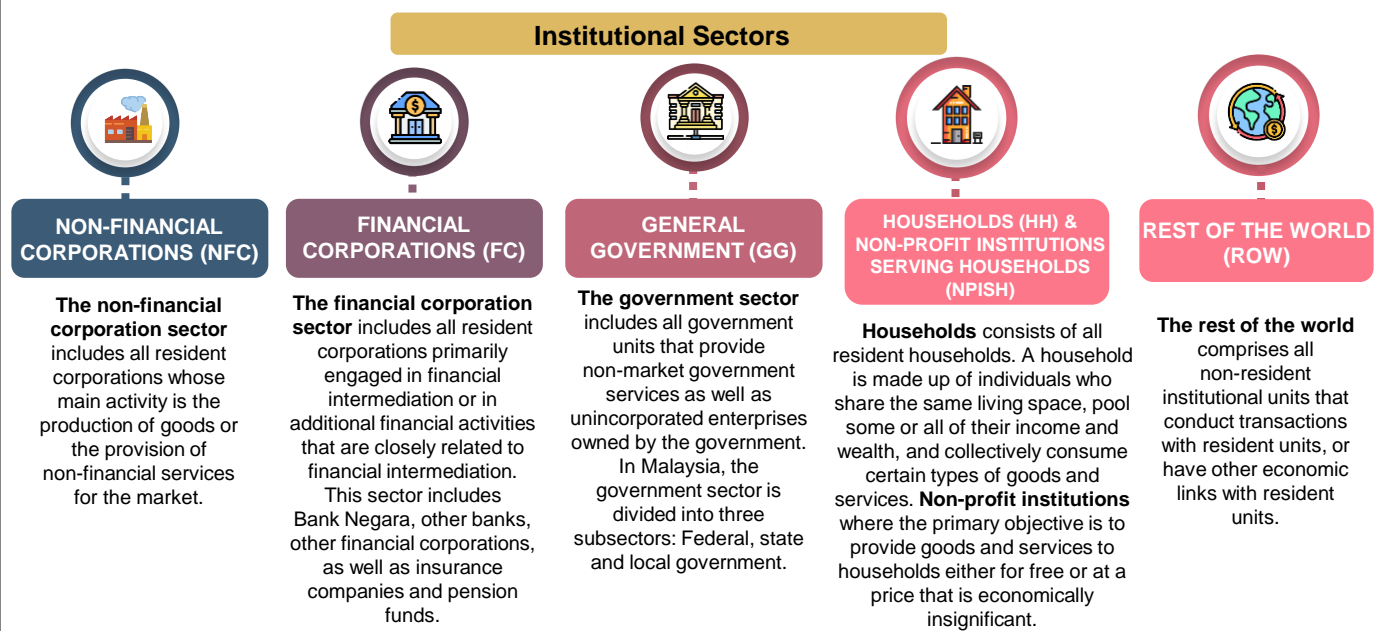 Institutional Sectors
NON-FINANCIAL
CORPORATIONS (NFC)
The non-financial
corporation sector
includes all resident
corporations whose
main activity is the
production of goods or
the provision of
non-financial services
for the market.
FINANCIAL
CORPORATIONS (FC)
The financial corporation
sector includes all resident
corporations primarily
engaged in financial
intermediation or in
additional financial activities
that are closely related to
financial intermediation.
This sector includes
Bank Negara, other banks,
other financial corporations,
as well as insurance
companies and pension
funds.
GENERAL
GOVERNMENT (GG)
The government sector
includes all government
units that provide
non-market government
services as well as
unincorporated enterprises
owned by the government.
In Malaysia, the
government sector is
divided into three
subsectors: Federal, state
and local government.
HOUSEHOLDS (HH) &
NON-PROFIT INSTITUTIONS
SERVING HOUSEHOLDS
(NPISH)
Households consists of all
resident households. A household
is made up of individuals who
share the same living space, pool
some or all of their income and
wealth, and collectively consume
certain types of goods and
services. Non-profit institutions
where the primary objective is to
provide goods and services to
households either for free or at a
price that is economically
insignificant.
REST OF THE WORLD
(ROW)
The rest of the world
comprises all
non-resident
institutional units that
conduct transactions
with resident units, or
have other economic
links with resident
units.